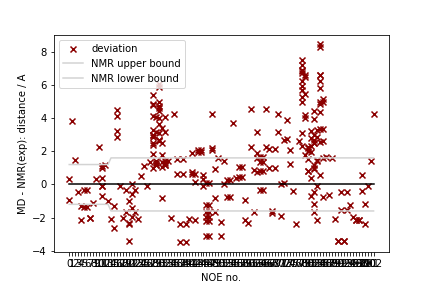 deviation
NMR upper bound
NMR lower bound
8
6
4
2
0
−2
−4
MD - NMR(exp): distance / A
NOE no.